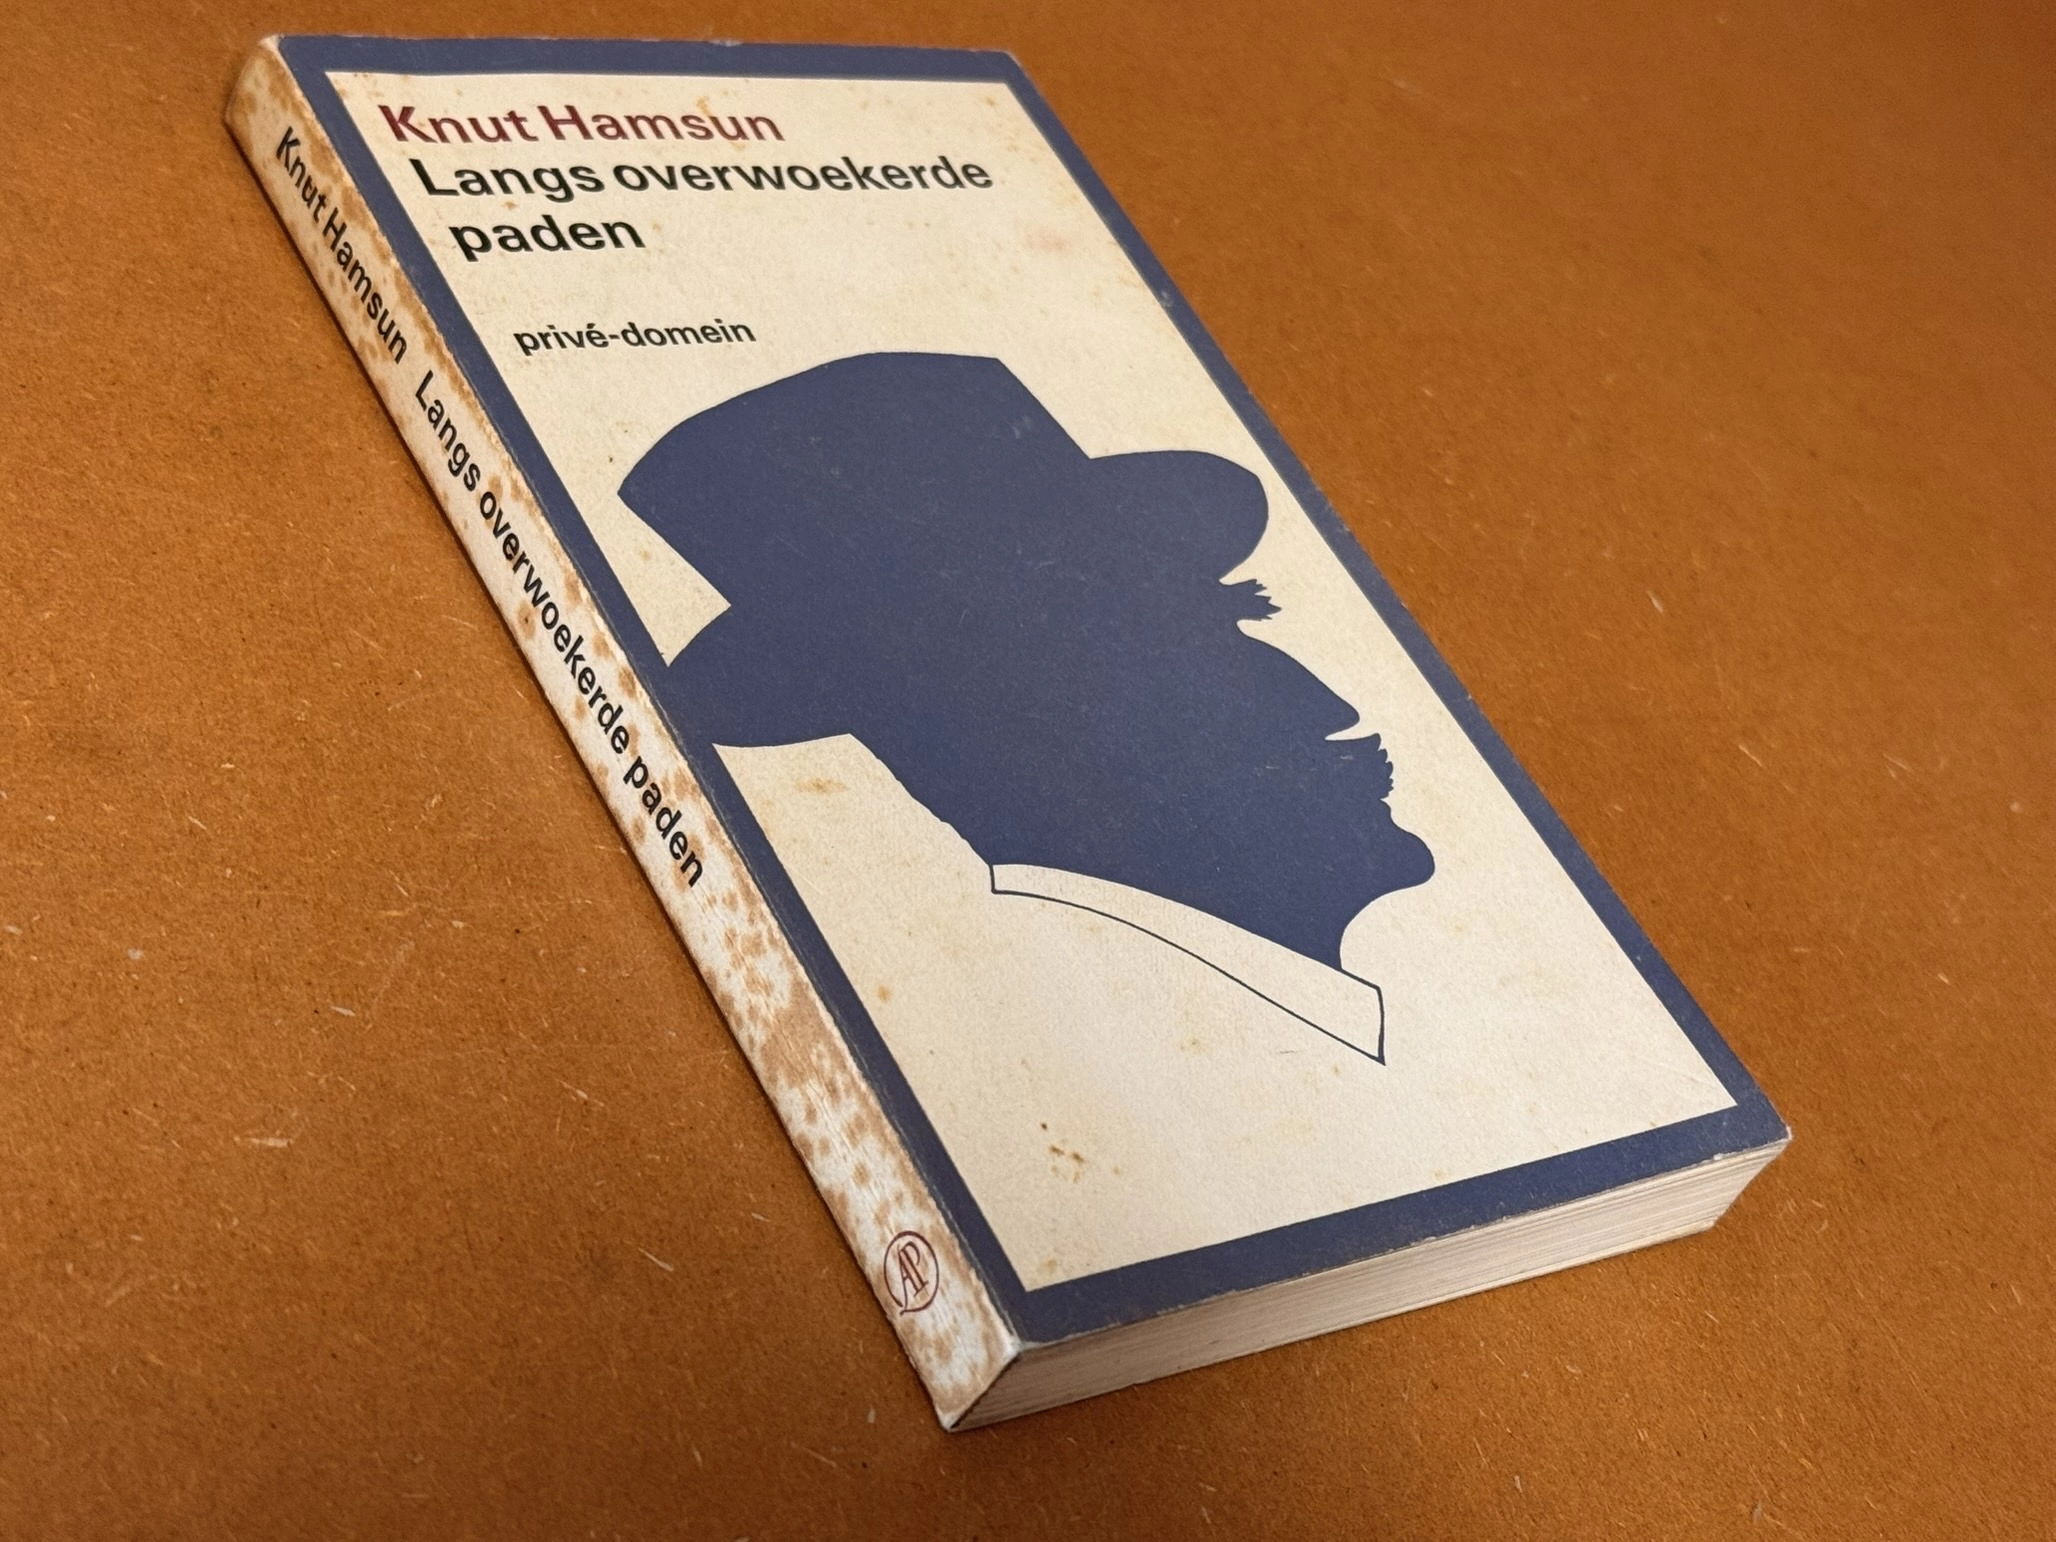 Knut Hamsun
Langs overwoekerde
paden
privé-domein
Knut Hamsun Langs overwoekerde paden
AP